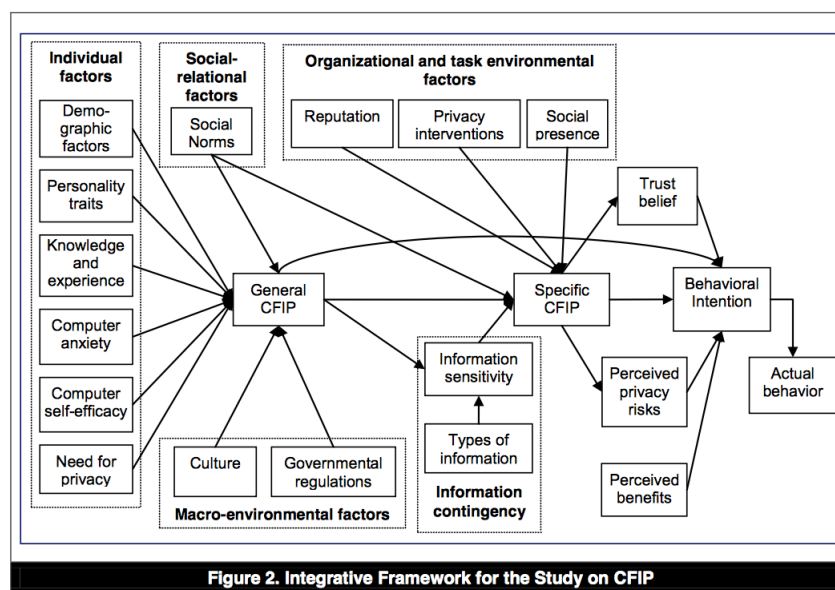 Individual
factors
Demo-
graphic
factors
Personality
traits
Knowledge
and
experience
Computer
anxiety
Computer
self-efficacy
Need for
privacy
Social-
relational
factors
Social
Norms
Organizational and task environmental
factors
Reputation
Privacy
interventions
Social
presence
General
CFIP
Specific
CFIP
Trust
belief
Behavioral
Intention
Actual
behavior
Perceived
privacy
risks
Perceived
benefits
Information
sensitivity
Types of
information
Information
contingency
Culture
Governmental
regulations
Macro-environmental factors
Figure 2. Integrative Framework for the Study on CFIP